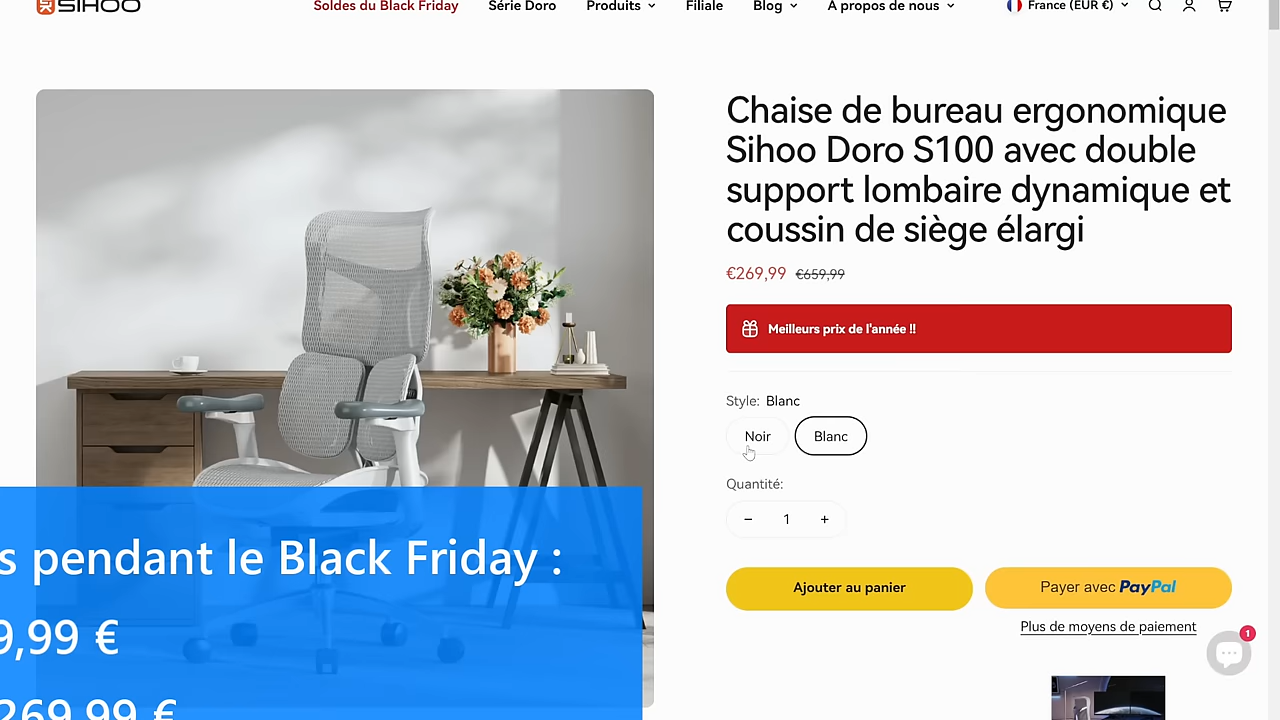 SIHOO
Soldes du Black Friday
Série Doro
Produits
Filiale
Blog
À propos de nous
France (EUR €)
Chaise de bureau ergonomique
Sihoo Doro S100 avec double
support lombaire dynamique et
coussin de siège élargi
€269,99 €659,99
Meilleurs prix de l'année !!
Style: Blanc
Noir
Blanc
Quantité:
− 1 +
Ajouter au panier
Payer avec PayPal
Plus de moyens de paiement
1
s pendant le Black Friday :
9,99 €
269,99 €